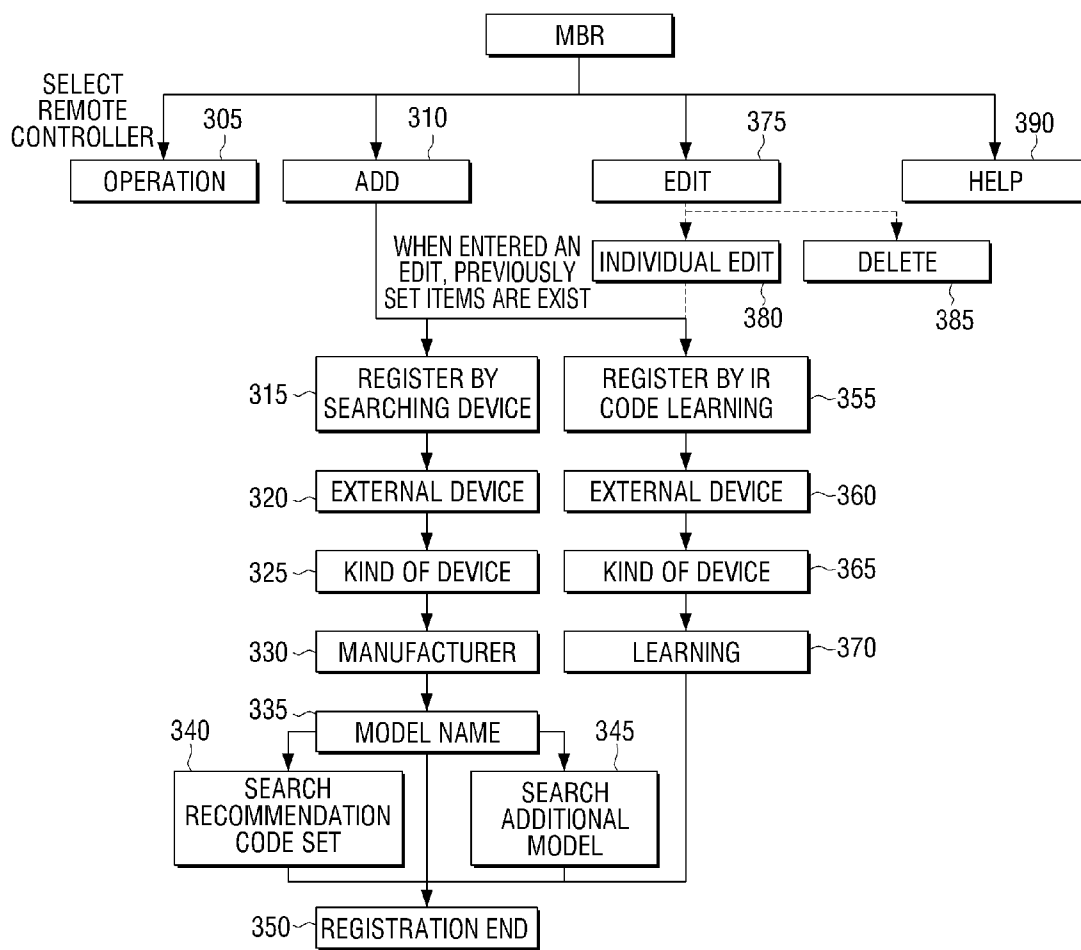 MBR
SELECT
REMOTE
CONTROLLER
305
310
375
390
OPERATION
ADD
EDIT
HELP
WHEN ENTERED AN
EDIT, PREVIOUSLY
SET ITEMS ARE EXIST
INDIVIDUAL EDIT
DELETE
380
385
315
REGISTER BY
SEARCHING DEVICE
REGISTER BY IR
CODE LEARNING
355
320
EXTERNAL DEVICE
EXTERNAL DEVICE
360
325
KIND OF DEVICE
KIND OF DEVICE
365
330
MANUFACTURER
LEARNING
370
335
MODEL NAME
340
345
SEARCH
RECOMMENDATION
CODE SET
SEARCH
ADDITIONAL
MODEL
350
REGISTRATION END